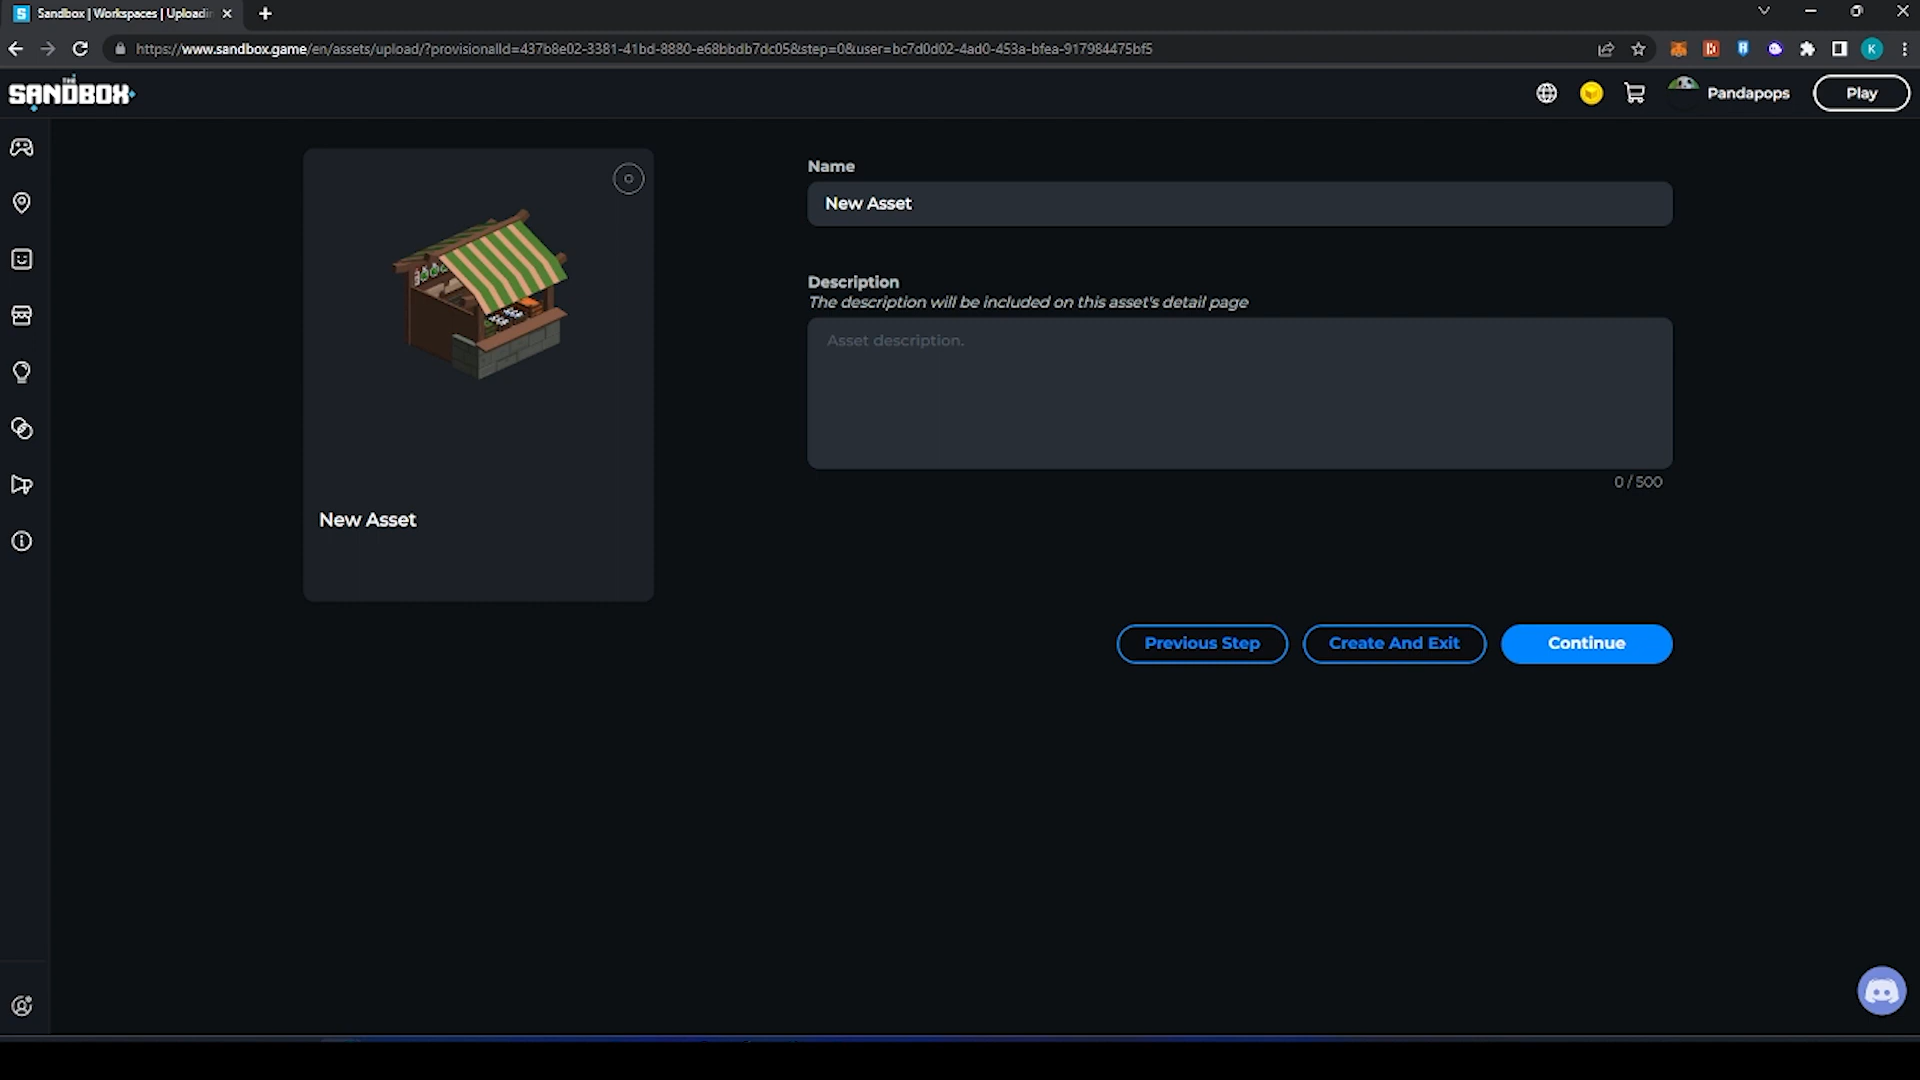 Sandbox | Workspaces | Uploadin
https://www.sandbox.game/en/assets/upload/?provisionalId=437b8e02-3381-41bd-8880-e68bbdb7dc05&step=0&user=bc7d0d02-4ad0-453a-bfea-917984475bf5
K
THE SANDBOX
Pandapops
Play
Name
New Asset
Description
The description will be included on this asset's detail page
Asset description.
0 / 500
New Asset
Previous Step
Create And Exit
Continue